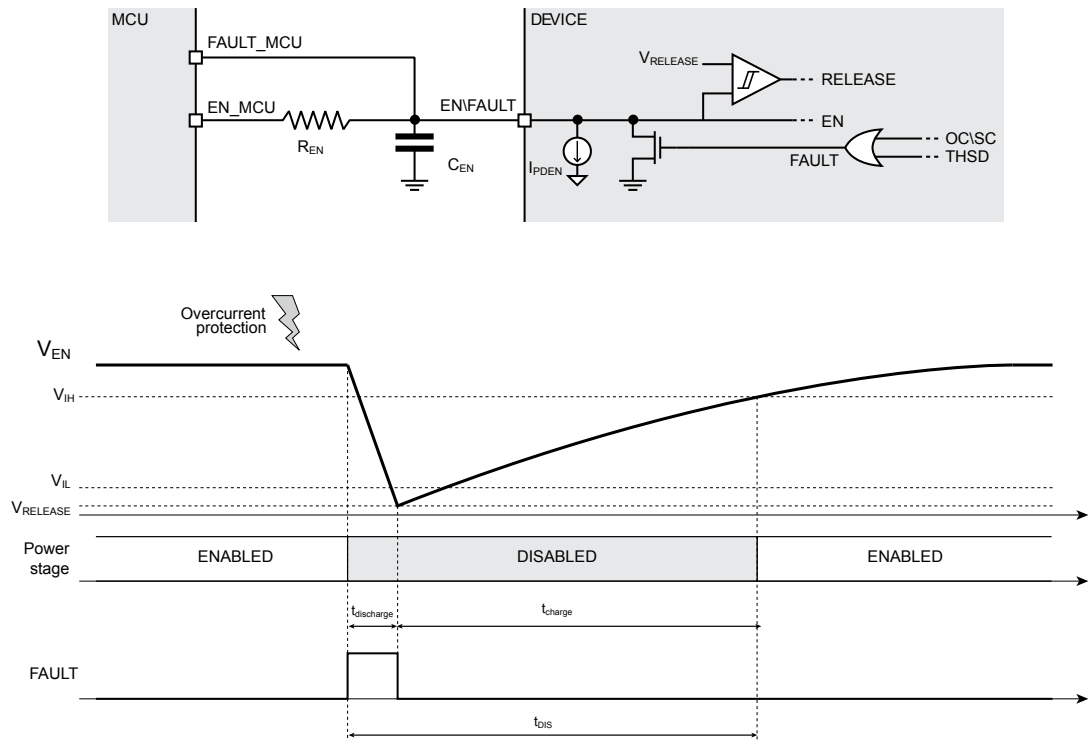 MCU
DEVICE
FAULT_MCU
V_RELEASE
RELEASE
EN_MCU
EN\FAULT
EN
OC\SC
THSD
FAULT
R_EN
C_EN
I_PDEN
Overcurrent
protection
V_EN
V_IH
V_IL
V_RELEASE
Power
stage
ENABLED
DISABLED
ENABLED
t_discharge
t_charge
FAULT
t_DIS